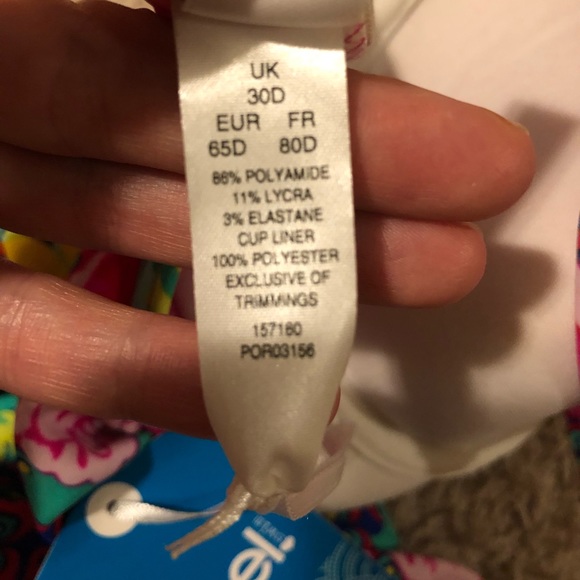 UK
30D
EUR FR
65D 80D
86% POLYAMIDE
11% LYCRA
3% ELASTANE
CUP LINER
100% POLYESTER
EXCLUSIVE OF
TRIMMINGS
157160
POR03156